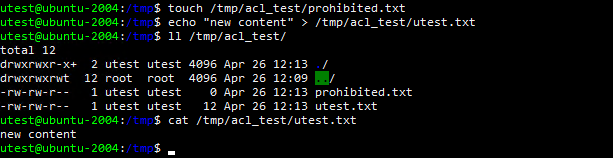 utest@ubuntu-2004:/tmp$ touch /tmp/acl_test/prohibited.txt
utest@ubuntu-2004:/tmp$ echo "new content" > /tmp/utest.txt
utest@ubuntu-2004:/tmp$ ll /tmp/acl_test/
total 12
drwxrwxr-x+  2 utest utest 4096 Apr 26 12:13 ./
drwxrwxrwt  12 root  root  4096 Apr 26 12:09 ../
-rw-rw-r--   1 utest utest    0 Apr 26 12:13 prohibited.txt
-rw-rw-r--   1 utest utest   12 Apr 26 12:13 utest.txt
utest@ubuntu-2004:/tmp$ cat /tmp/acl_test/utest.txt
new content
utest@ubuntu-2004:/tmp$